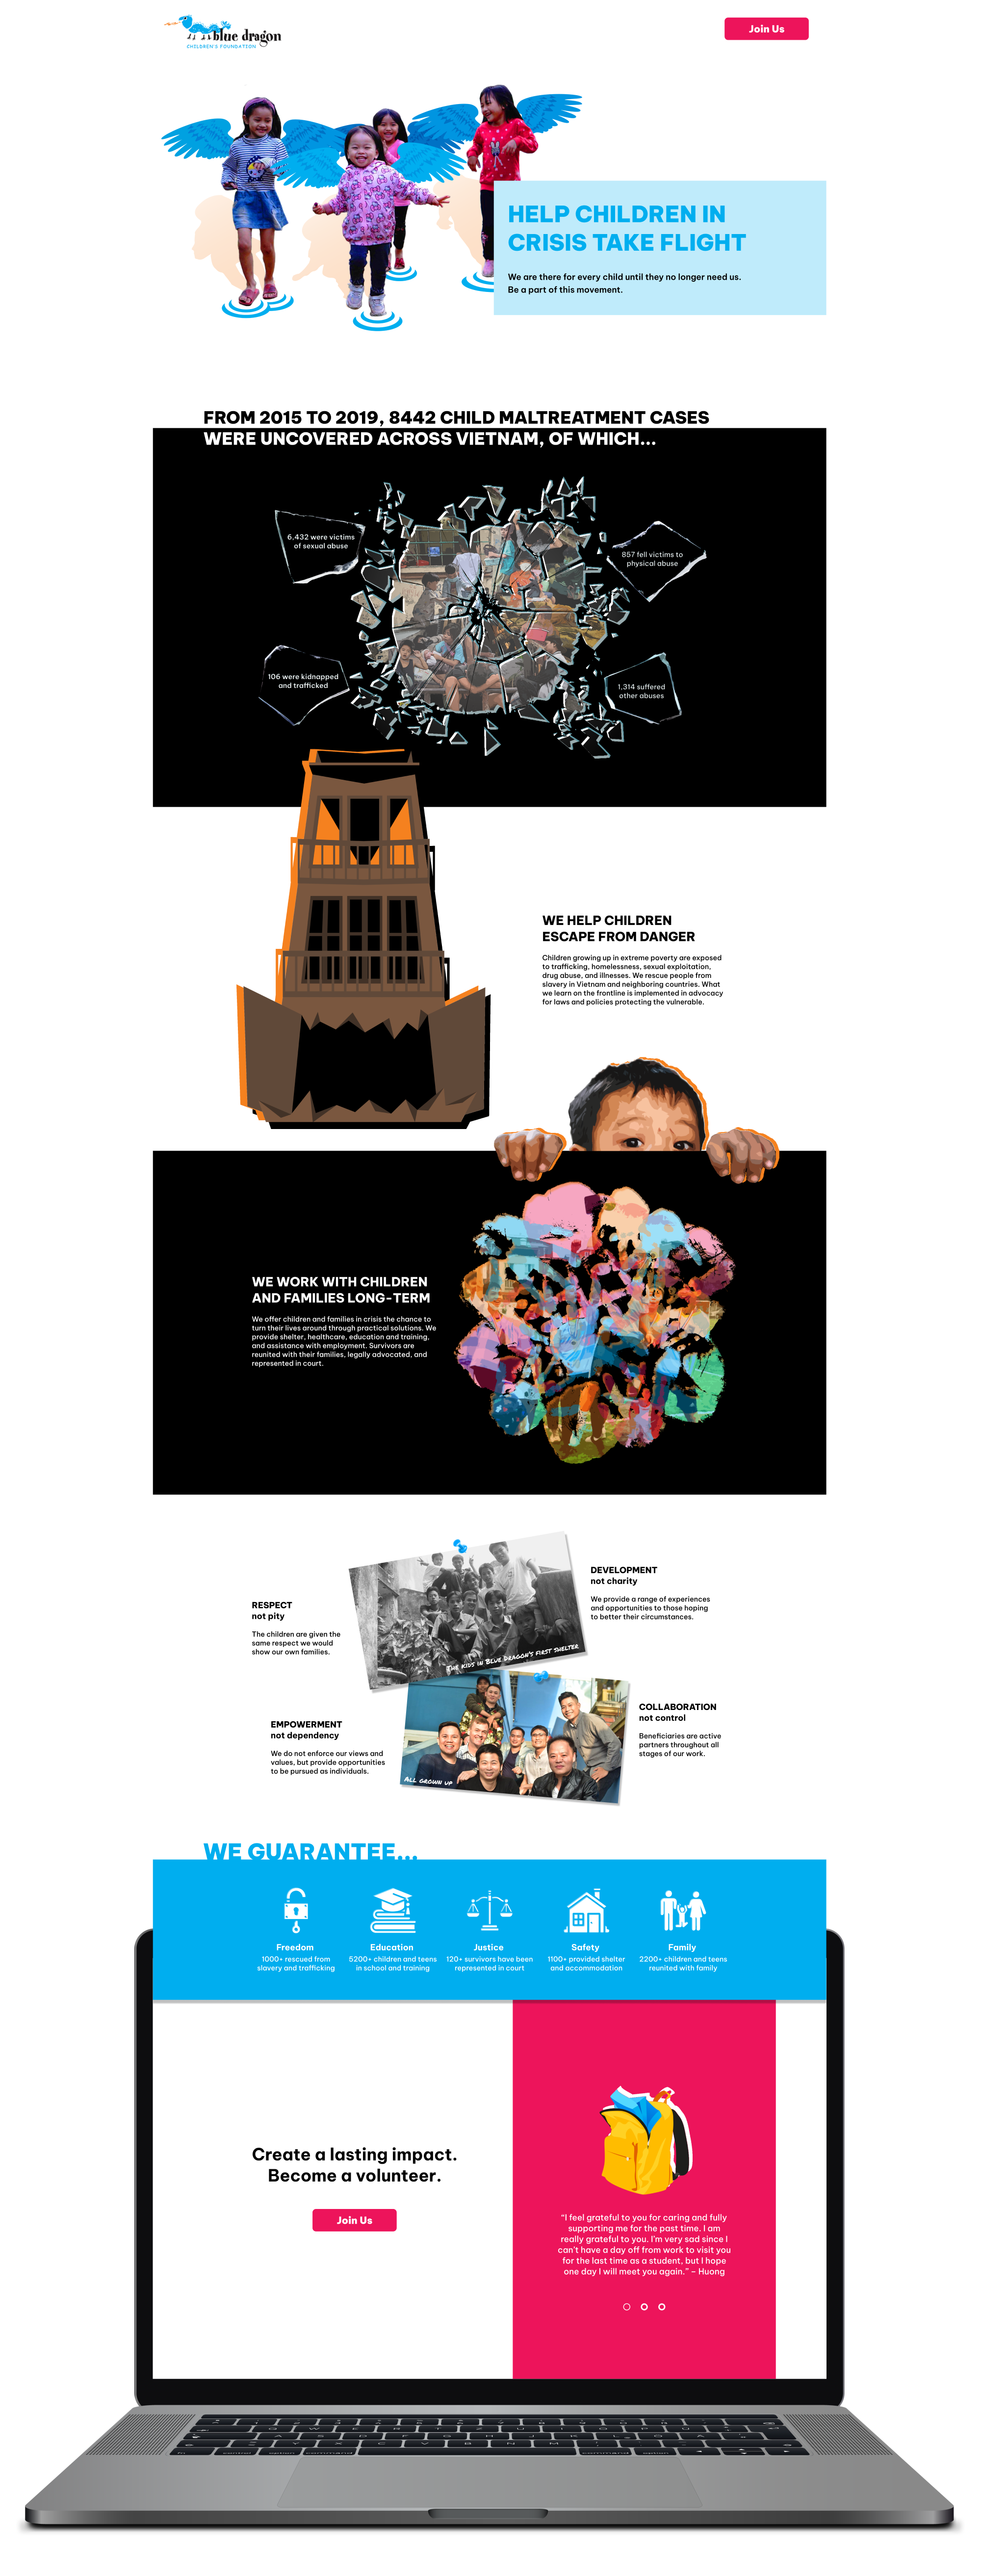 blue dragon
CHILDREN'S FOUNDATION
Join Us
HELP CHILDREN IN
CRISIS TAKE FLIGHT
We are there for every child until they no longer need us.
Be a part of this movement.
FROM 2015 TO 2019, 8442 CHILD MALTREATMENT CASES
WERE UNCOVERED ACROSS VIETNAM, OF WHICH...
6,432 were victims
of sexual abuse
857 fell victims to
physical abuse
106 were kidnapped
and trafficked
1,314 suffered
other abuses
WE HELP CHILDREN
ESCAPE FROM DANGER
Children growing up in extreme poverty are exposed
to trafficking, homelessness, sexual exploitation,
drug abuse, and illnesses. We rescue people from
slavery in Vietnam and neighboring countries. What
we learn on the frontline is implemented in advocacy
for laws and policies protecting the vulnerable.
WE WORK WITH CHILDREN
AND FAMILIES LONG-TERM
We offer children and families in crisis the chance to
turn their lives around through practical solutions. We
provide shelter, healthcare, education and training,
and assistance with employment. Survivors are
reunited with their families, legally advocated, and
represented in court.
DEVELOPMENT
not charity
We provide a range of experiences
and opportunities to those hoping
to better their circumstances.
RESPECT
not pity
The children are given the
same respect we would
show our own families.
The kids in Blue Dragon's first shelter
COLLABORATION
not control
Beneficiaries are active
partners throughout all
stages of our work.
EMPOWERMENT
not dependency
We do not enforce our views and
values, but provide opportunities
to be pursued as individuals.
All grown up
WE GUARANTEE...
Freedom
1000+ rescued from
slavery and trafficking
Education
5200+ children and teens
in school and training
Justice
120+ survivors have been
represented in court
Safety
1100+ provided shelter
and accommodation
Family
2200+ children and teens
reunited with family
Create a lasting impact.
Become a volunteer.
Join Us
"I feel grateful to you for caring and fully
supporting me for the past time. I am
really grateful to you. I'm very sad since I
can't have a day off from work to visit you
for the last time as a student, but I hope
one day I will meet you again." – Huong